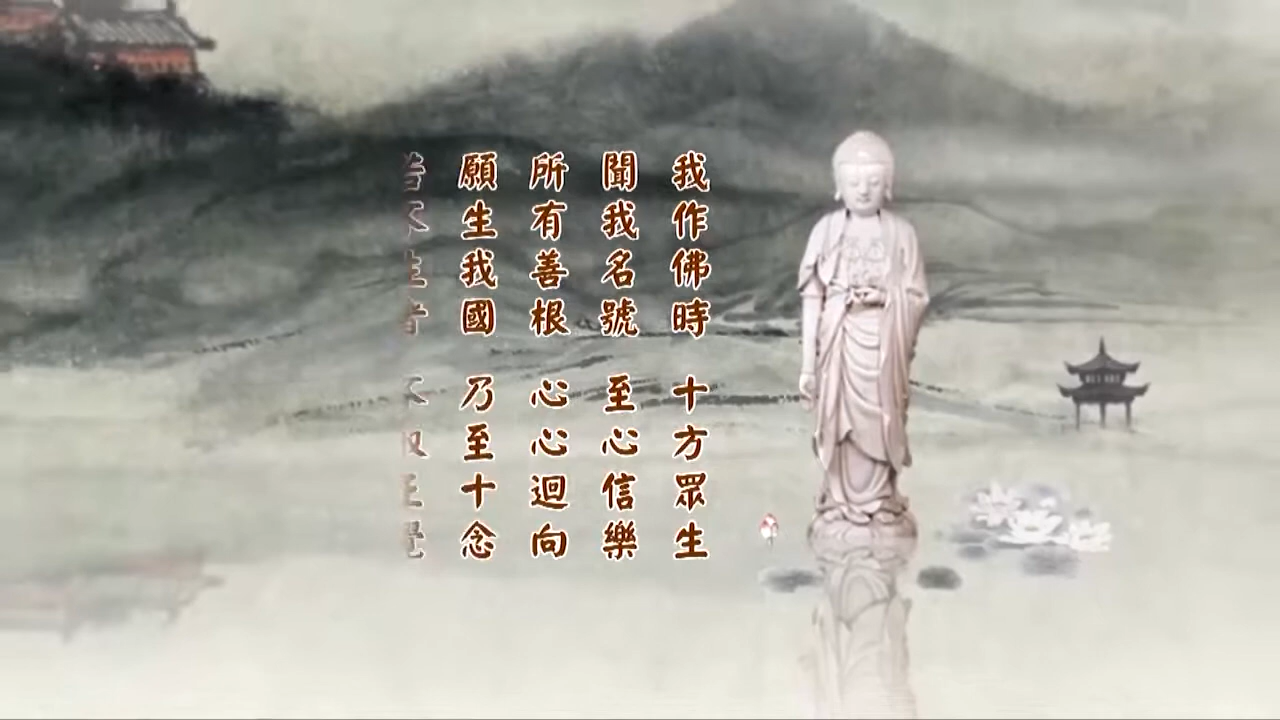 我作佛時 十方眾生
聞我名號 至心信樂
所有善根 心心迴向
願生我國 乃至十念